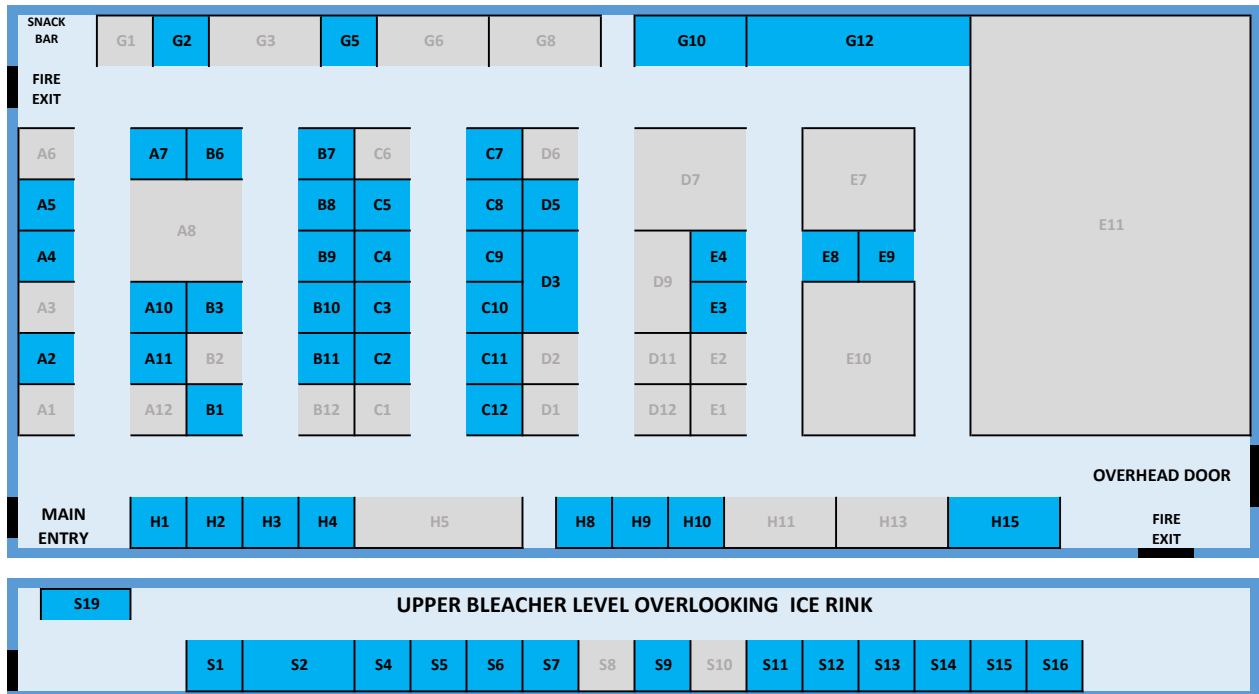 SNACK
BAR
G1 G2 G3 G5 G6 G8 G10 G12
FIRE
EXIT
A6 A7 B6 B7 C6 C7 D6
D7 E7
A5 B8 C5 C8 D5
A8 E11
A4 B9 C4 C9 E4 E8 E9
D3 D9
A3 A10 B3 B10 C3 C10 E3
A2 A11 B2 B11 C2 C11 D2 D11 E2 E10
A1 A12 B1 B12 C1 C12 D1 D12 E1
OVERHEAD DOOR
MAIN
ENTRY
H1 H2 H3 H4 H5 H8 H9 H10 H11 H13 H15
FIRE
EXIT
S19 UPPER BLEACHER LEVEL OVERLOOKING ICE RINK
S1 S2 S4 S5 S6 S7 S8 S9 S10 S11 S12 S13 S14 S15 S16